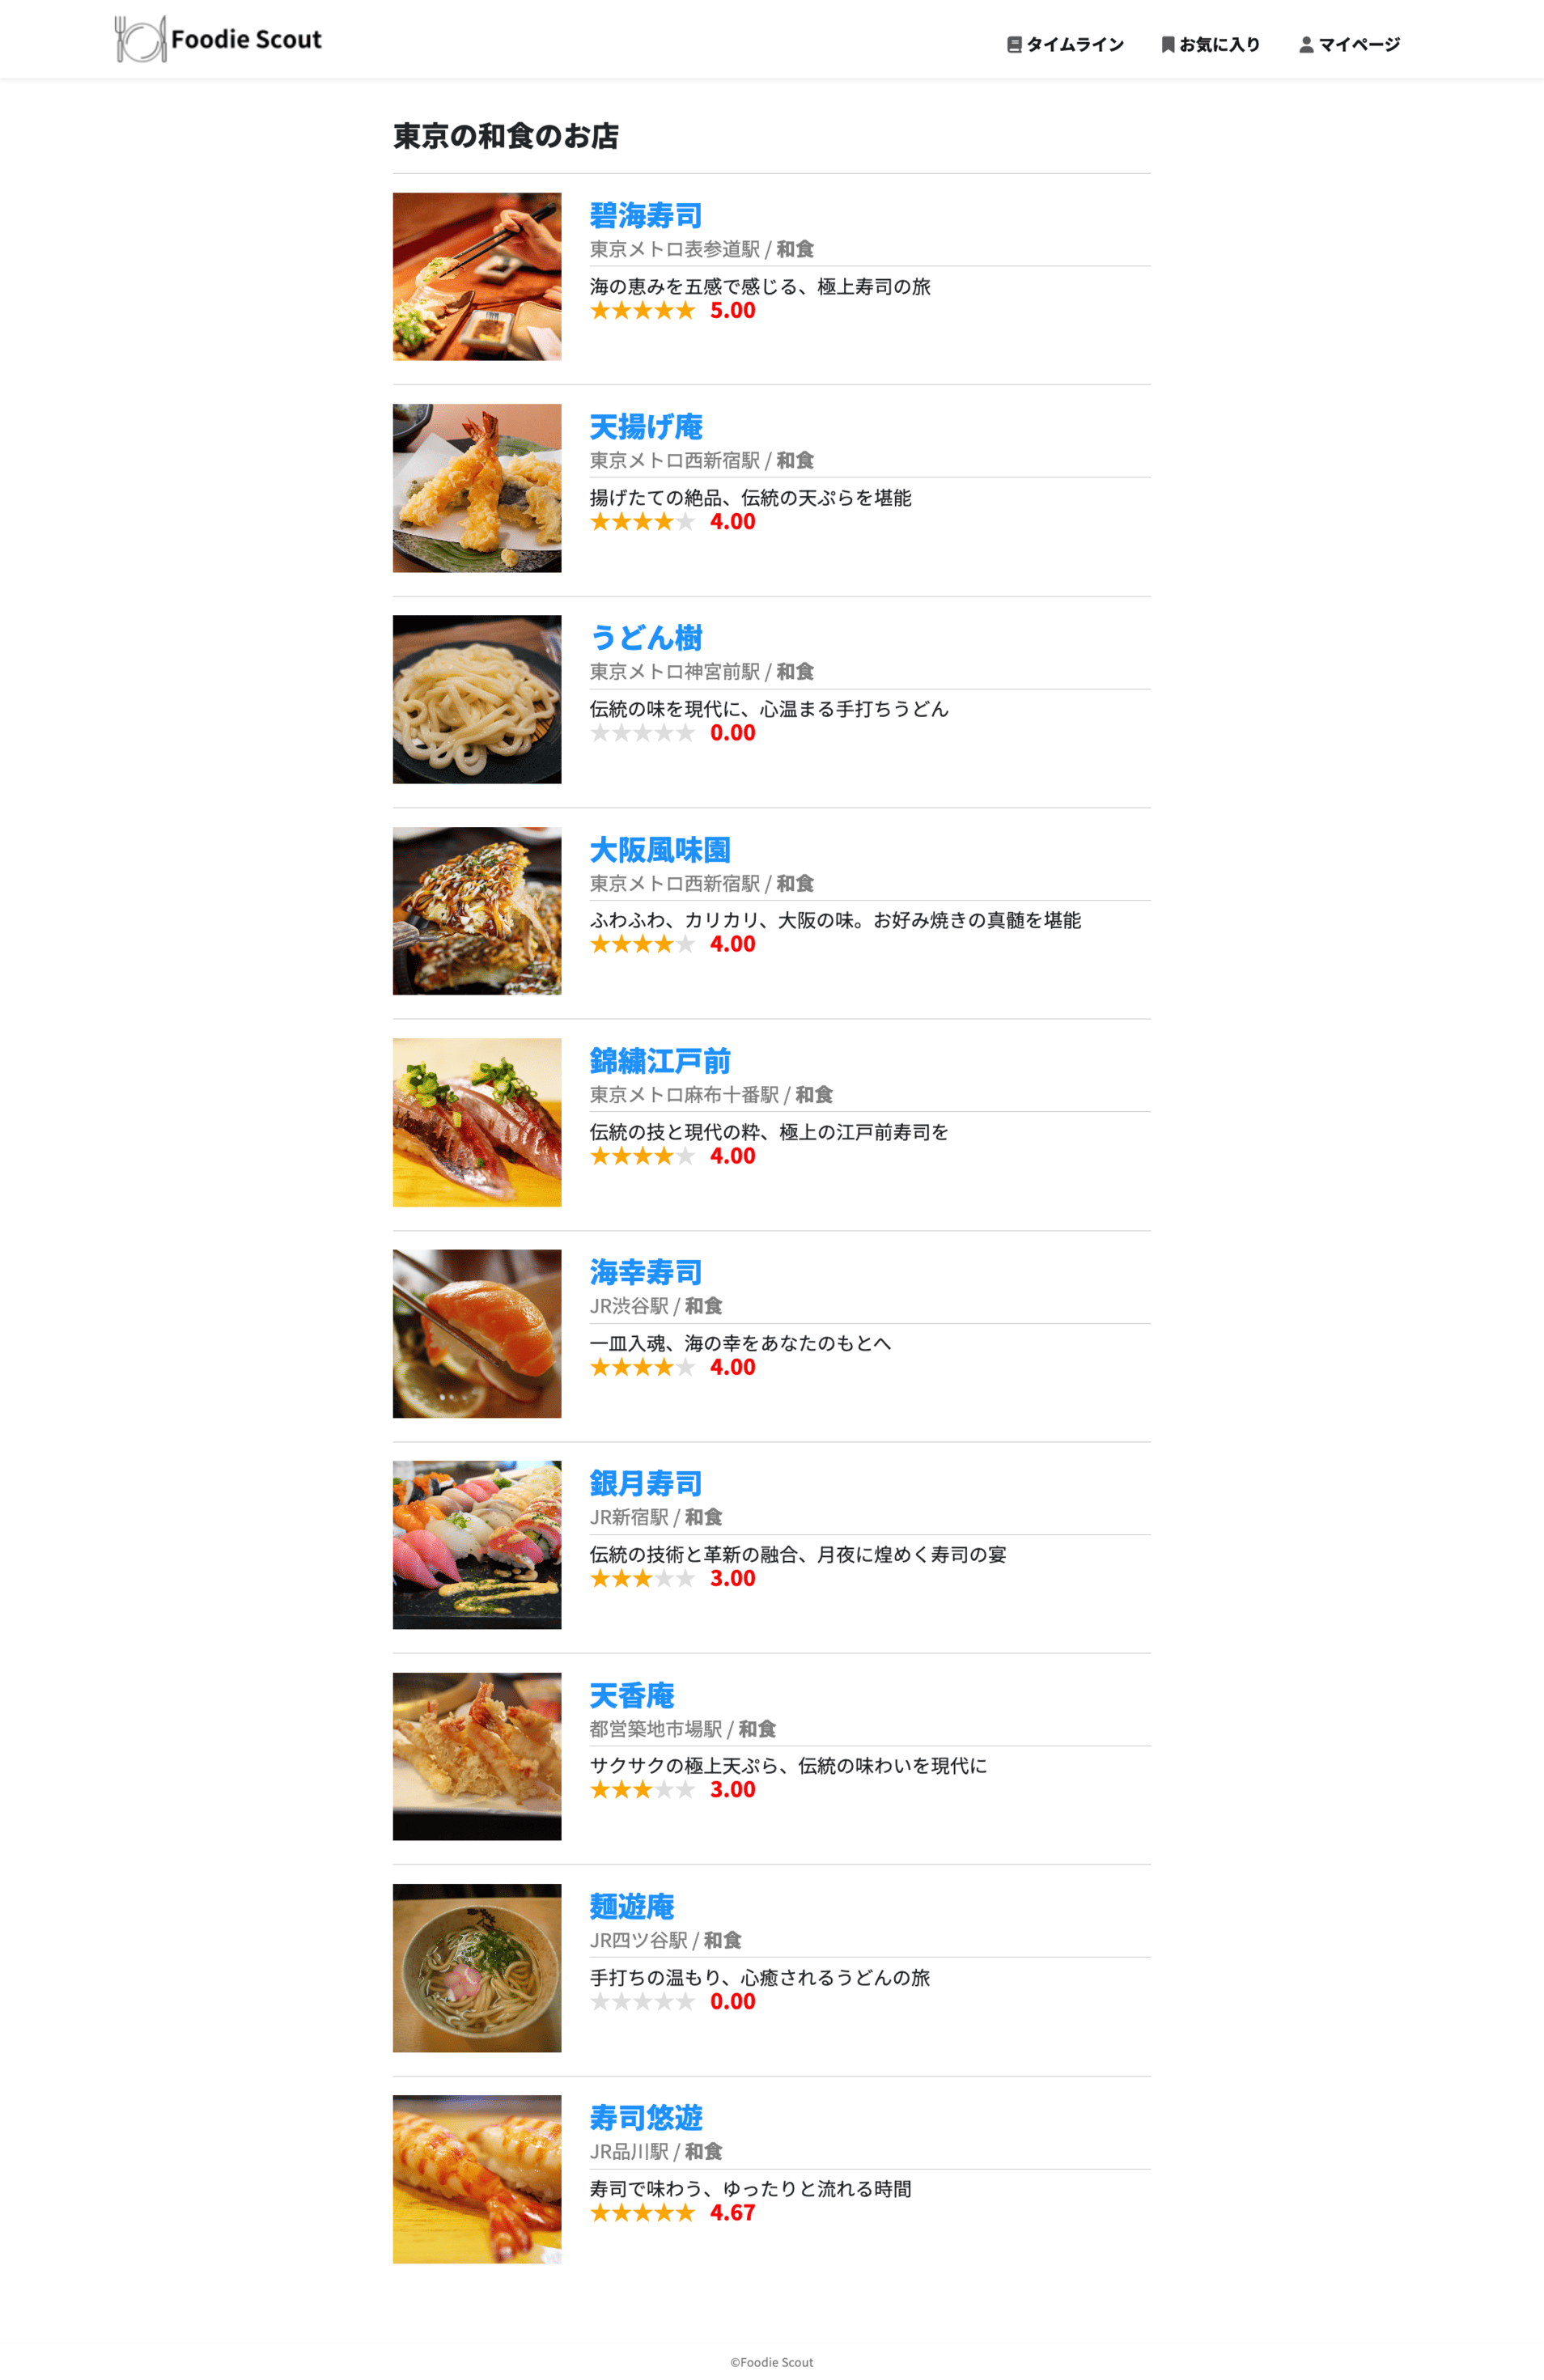 Foodie Scout
タイムライン お気に入り マイページ
東京の和食のお店
碧海寿司
東京メトロ表参道駅 / 和食
海の恵みを五感で感じる、極上寿司の旅
★★★★★ 5.00
天揚げ庵
東京メトロ西新宿駅 / 和食
揚げたての絶品、伝統の天ぷらを堪能
★★★★★ 4.00
うどん樹
東京メトロ神宮前駅 / 和食
伝統の味を現代に、心温まる手打ちうどん
★★★★★ 0.00
大阪風味園
東京メトロ西新宿駅 / 和食
ふわふわ、カリカリ、大阪の味。お好み焼きの真髄を堪能
★★★★★ 4.00
錦繍江戸前
東京メトロ麻布十番駅 / 和食
伝統の技と現代の粋、極上の江戸前寿司を
★★★★★ 4.00
海幸寿司
JR渋谷駅 / 和食
一皿入魂、海の幸をあなたのもとへ
★★★★★ 4.00
銀月寿司
JR新宿駅 / 和食
伝統の技術と革新の融合、月夜に煌めく寿司の宴
★★★★★ 3.00
天香庵
都営築地市場駅 / 和食
サクサクの極上天ぷら、伝統の味わいを現代に
★★★★★ 3.00
麺遊庵
JR四ツ谷駅 / 和食
手打ちの温もり、心癒されるうどんの旅
★★★★★ 0.00
寿司悠遊
JR品川駅 / 和食
寿司で味わう、ゆったりと流れる時間
★★★★★ 4.67
©Foodie Scout